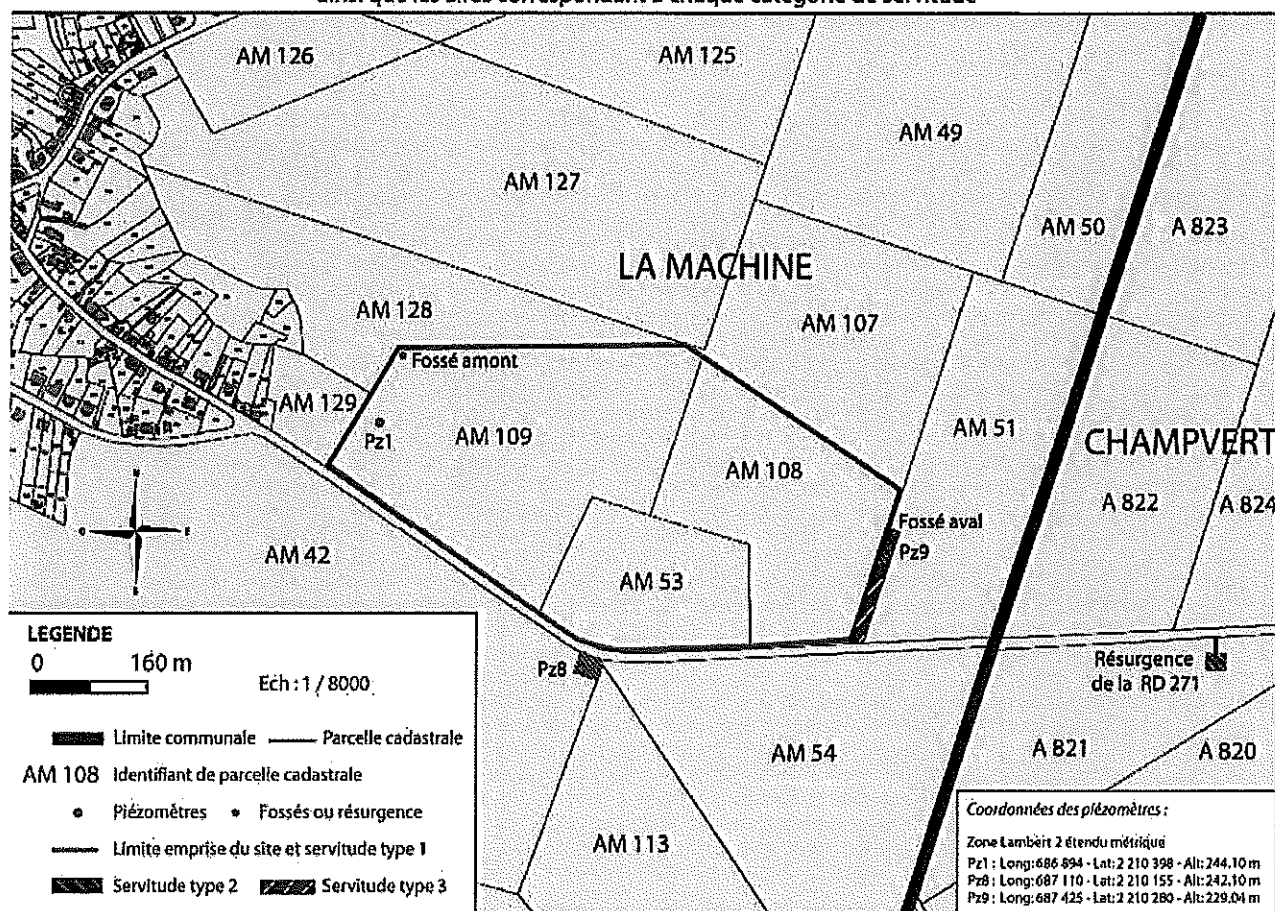 AM 126
AM 125
AM 49
AM 127
AM 50
A 823
LA MACHINE
AM 128
AM 107
Fossé amont
AM 129
Pz1
AM 109
AM 51
CHAMPVERT
AM 108
A 822
A 824
Fossé aval
Pz9
AM 42
AM 53
Pz8
Résurgence
de la RD 271
AM 54
A 821
A 820
AM 113
N
O
E
S
LEGENDE
0 160 m
Ech : 1 / 8000
Limite communale Parcelle cadastrale
AM 108 Identifiant de parcelle cadastrale
Piézomètres Fossés ou résurgence
Limite emprise du site et servitude type 1
Servitude type 2 Servitude type 3
Coordonnées des piézomètres :
Zone Lambert 2 étendu métrique
Pz1 : Long: 686 894 - Lat: 2 210 398 - Alt: 244.10 m
Pz8 : Long: 687 110 - Lat: 2 210 155 - Alt: 242.10 m
Pz9 : Long: 687 425 - Lat: 2 210 280 - Alt: 229.04 m